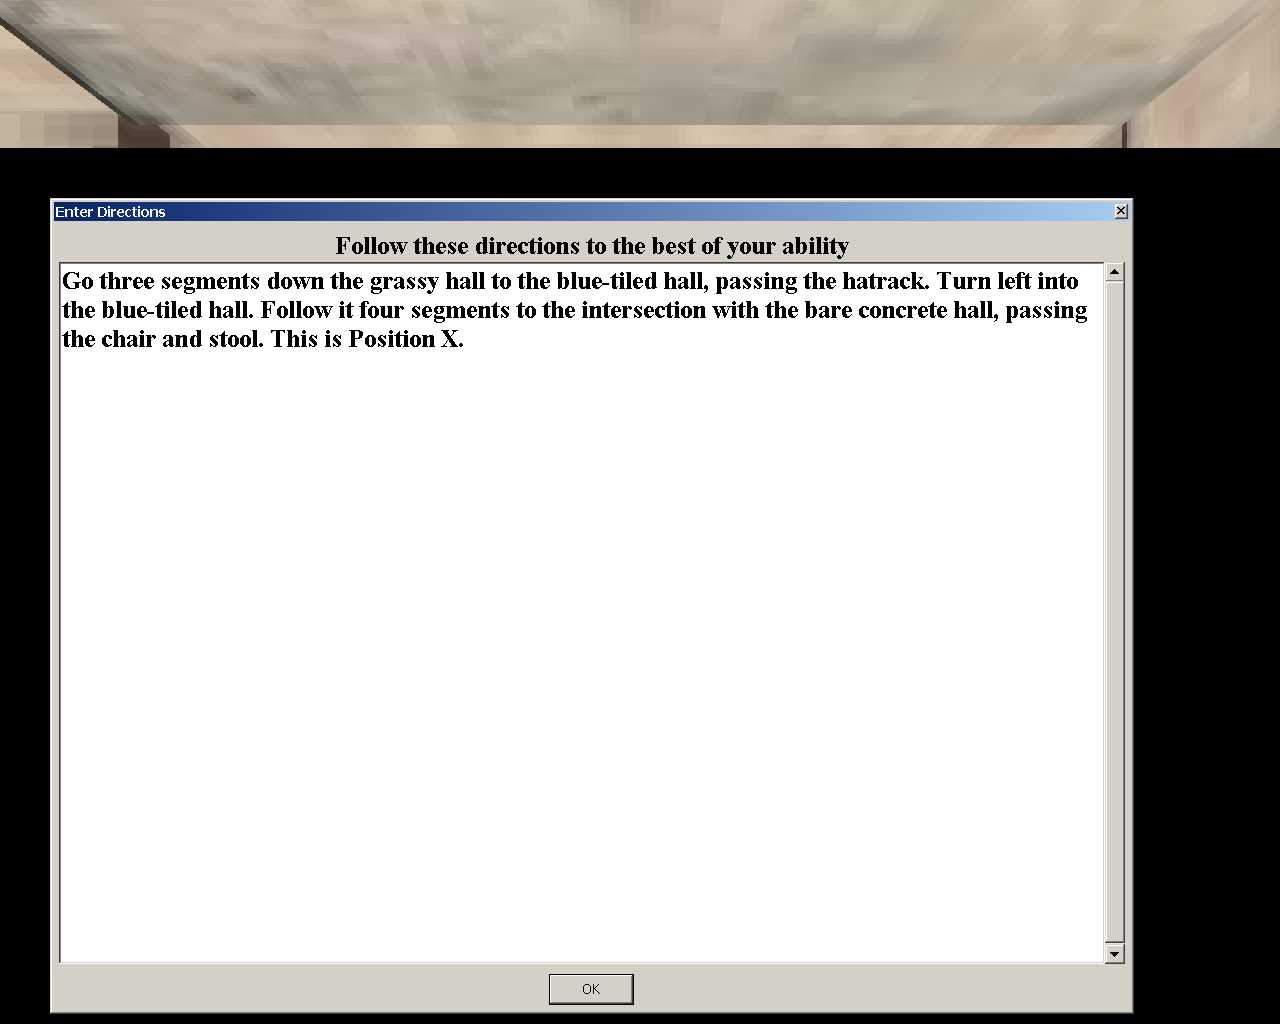 Enter Directions
Follow these directions to the best of your ability
Go three segments down the grassy hall to the blue-tiled hall, passing the hatrack. Turn left into
the blue-tiled hall. Follow it four segments to the intersection with the bare concrete hall, passing
the chair and stool. This is Position X.
OK